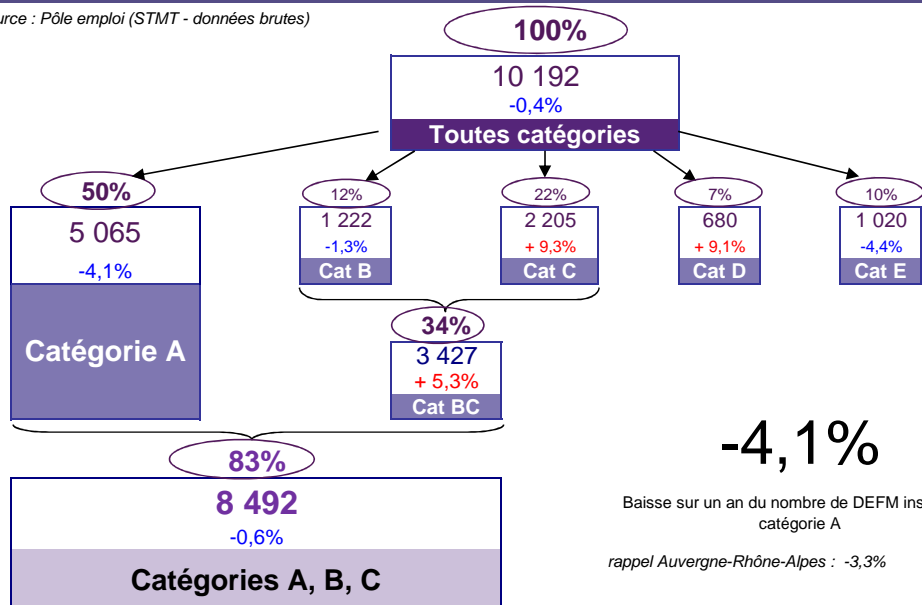 urce : Pôle emploi (STMT - données brutes)
100%
10 192
-0,4%
Toutes catégories
50%
5 065
-4,1%
Catégorie A
12%
1 222
-1,3%
Cat B
22%
2 205
+ 9,3%
Cat C
7%
680
+ 9,1%
Cat D
10%
1 020
-4,4%
Cat E
34%
3 427
+ 5,3%
Cat BC
83%
8 492
-0,6%
Catégories A, B, C
-4,1%
Baisse sur un an du nombre de DEFM ins
catégorie A
rappel Auvergne-Rhône-Alpes : -3,3%